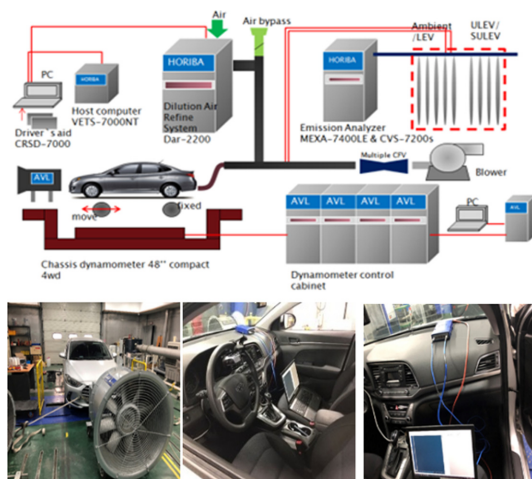 Air
Air bypass
Ambient
/LEV
ULEV/
SULEV
PC
HORIBA
Host computer
VETS-7000NT
Driver`s aid
CRSD-7000
HORIBA
Dilution Air
Refine
System
Dar-2200
HORIBA
Emission Analyzer
MEXA-7400LE & CVS-7200s
Multiple CFV
Blower
AVL
move
fixed
Chassis dynamometer 48'' compact
4wd
AVL
AVL
AVL
AVL
Dynamometer control
cabinet
PC
AVL